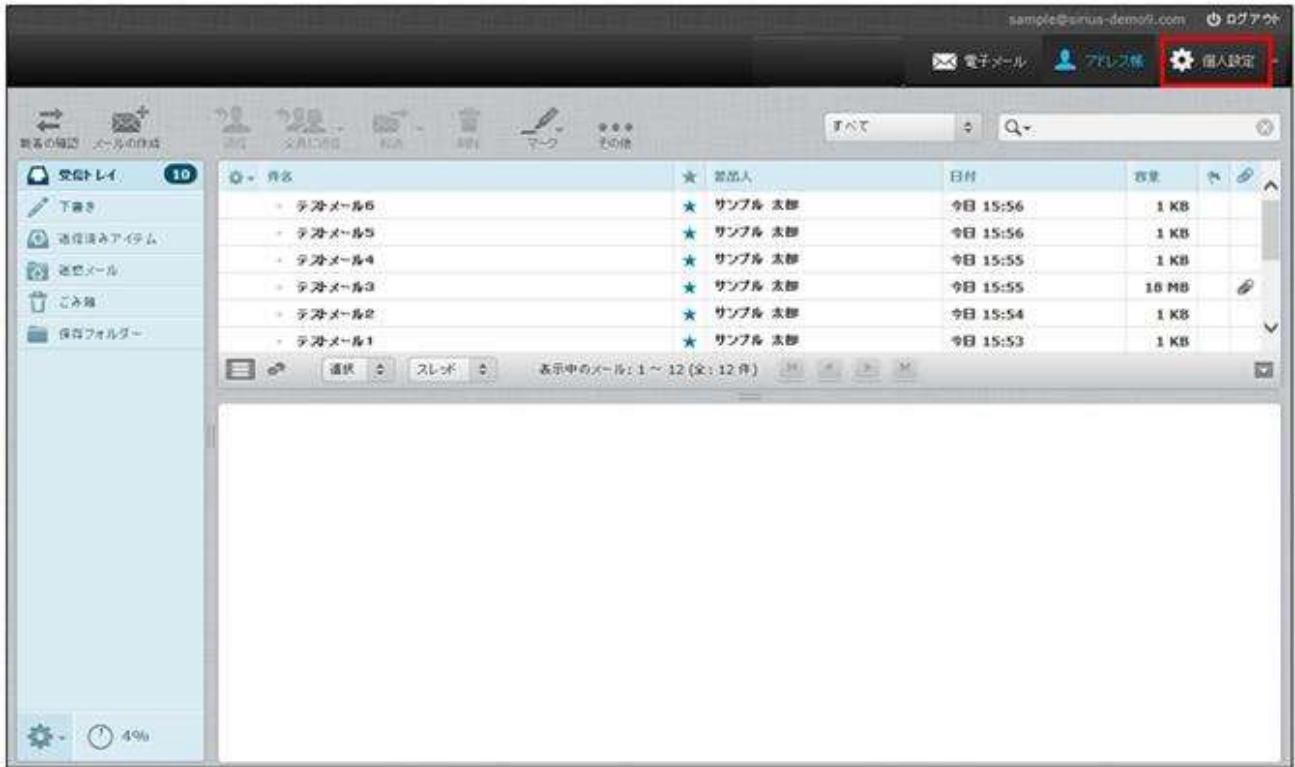 sample@sirius-demo9.com ログアウト
電子メール アドレス帳 個人設定
新着の確認 メールの作成 返信 全員に返信 転送 削除 マーク その他 すべて
受信トレイ 10
下書き
送信済みアイテム
迷惑メール
ごみ箱
保存フォルダー
件名 差出人 日付 容量
テストメール6 サンプル 太郎 今日 15:56 1 KB
テストメール5 サンプル 太郎 今日 15:56 1 KB
テストメール4 サンプル 太郎 今日 15:55 1 KB
テストメール3 サンプル 太郎 今日 15:55 18 MB
テストメール2 サンプル 太郎 今日 15:54 1 KB
テストメール1 サンプル 太郎 今日 15:53 1 KB
選択 スレッド 表示中のメール: 1 ~ 12 (全: 12 件)
4%